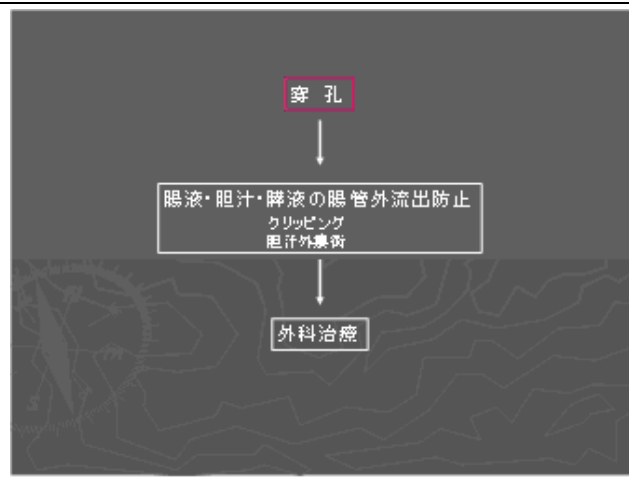 穿 孔
腸液・胆汁・膵液の腸管外流出防止
クリッピング
胆汁外瘻術
外科治療